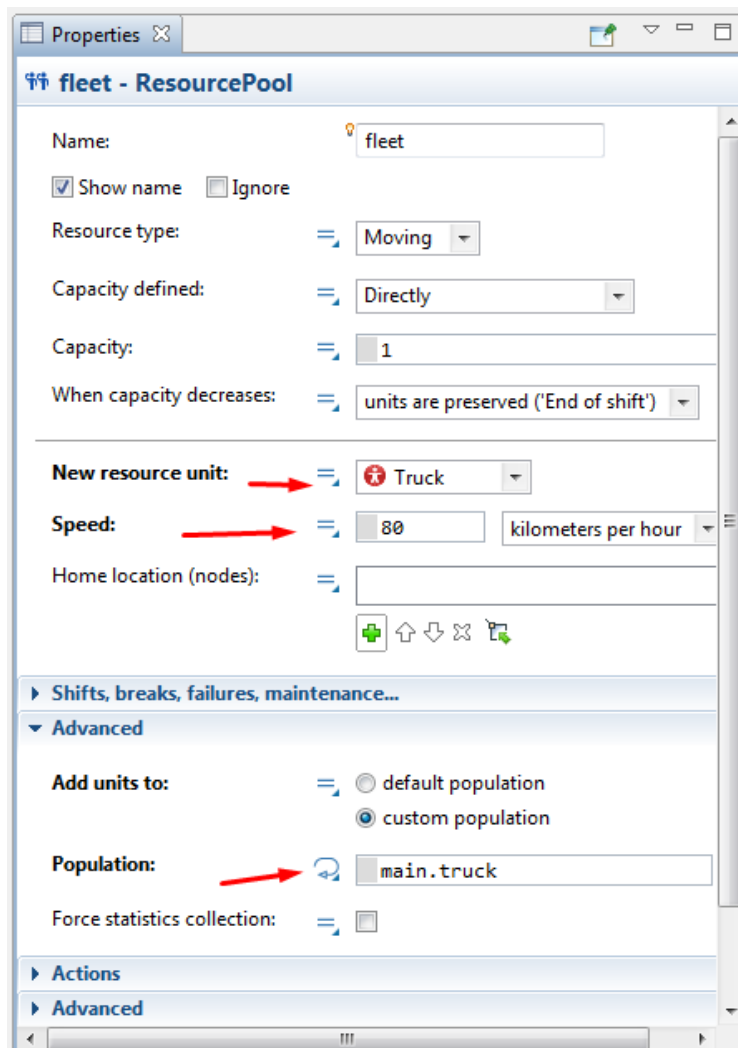 Properties
fleet - ResourcePool
Name: fleet
Show name Ignore
Resource type: Moving
Capacity defined: Directly
Capacity: 1
When capacity decreases: units are preserved ('End of shift')
New resource unit: Truck
Speed: 80 kilometers per hour
Home location (nodes):
Shifts, breaks, failures, maintenance...
Advanced
Add units to: default population
custom population
Population: main.truck
Force statistics collection:
Actions
Advanced